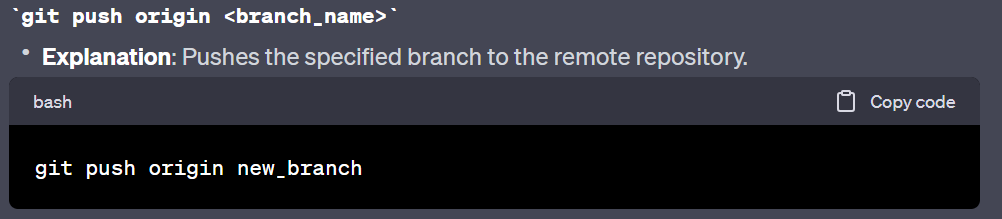 `git push origin <branch_name>`
• Explanation: Pushes the specified branch to the remote repository.
bash Copy code
git push origin new_branch